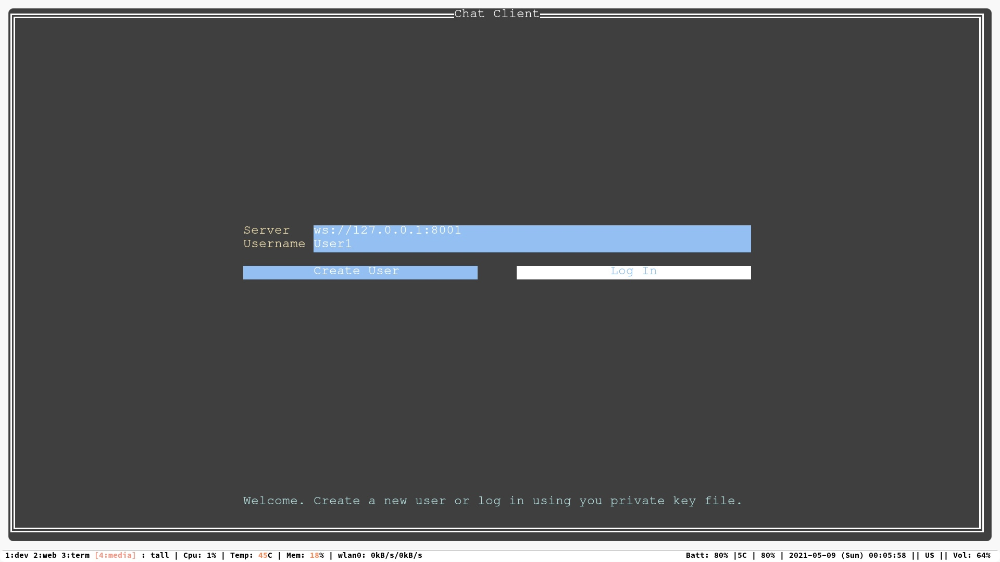 Chat Client
Server ws://127.0.0.1:8001
Username User1
Create User Log In
Welcome. Create a new user or log in using you private key file.
1:dev 2:web 3:term [4:media] : tall | Cpu: 1% | Temp: 45C | Mem: 18% | wlan0: 0kB/s/0kB/s Batt: 80% |5C | 80% | 2021-05-09 (Sun) 00:05:58 || US || Vol: 64%